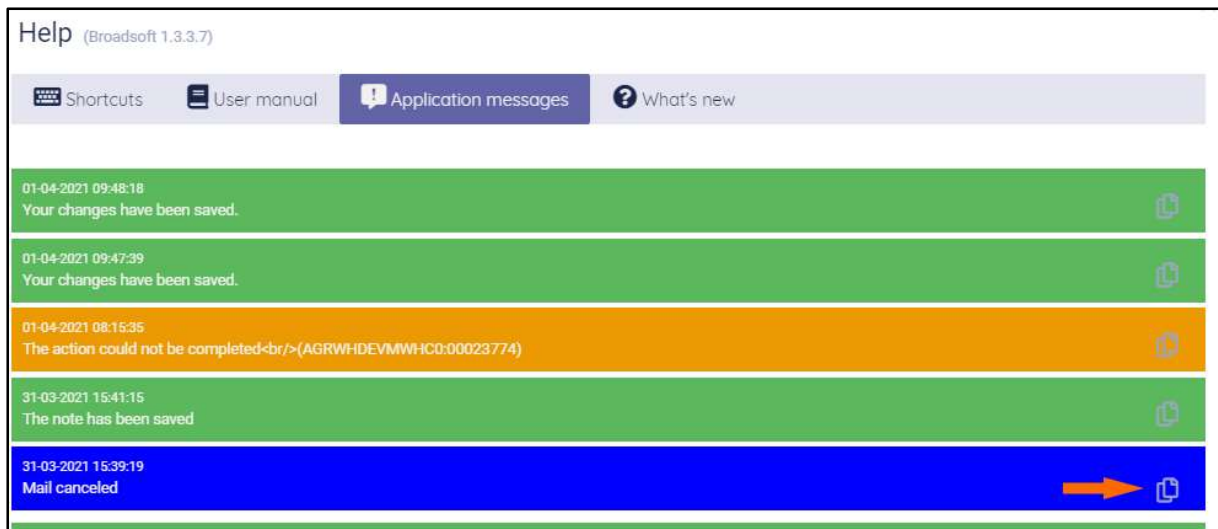 Help (Broadsoft 1.3.3.7)
Shortcuts User manual Application messages What's new
01-04-2021 09:48:18
Your changes have been saved.
01-04-2021 09:47:39
Your changes have been saved.
01-04-2021 08:15:35
The action could not be completed<br/>(AGRWHDEVMWHC0:00023774)
31-03-2021 15:41:15
The note has been saved
31-03-2021 15:39:19
Mail canceled